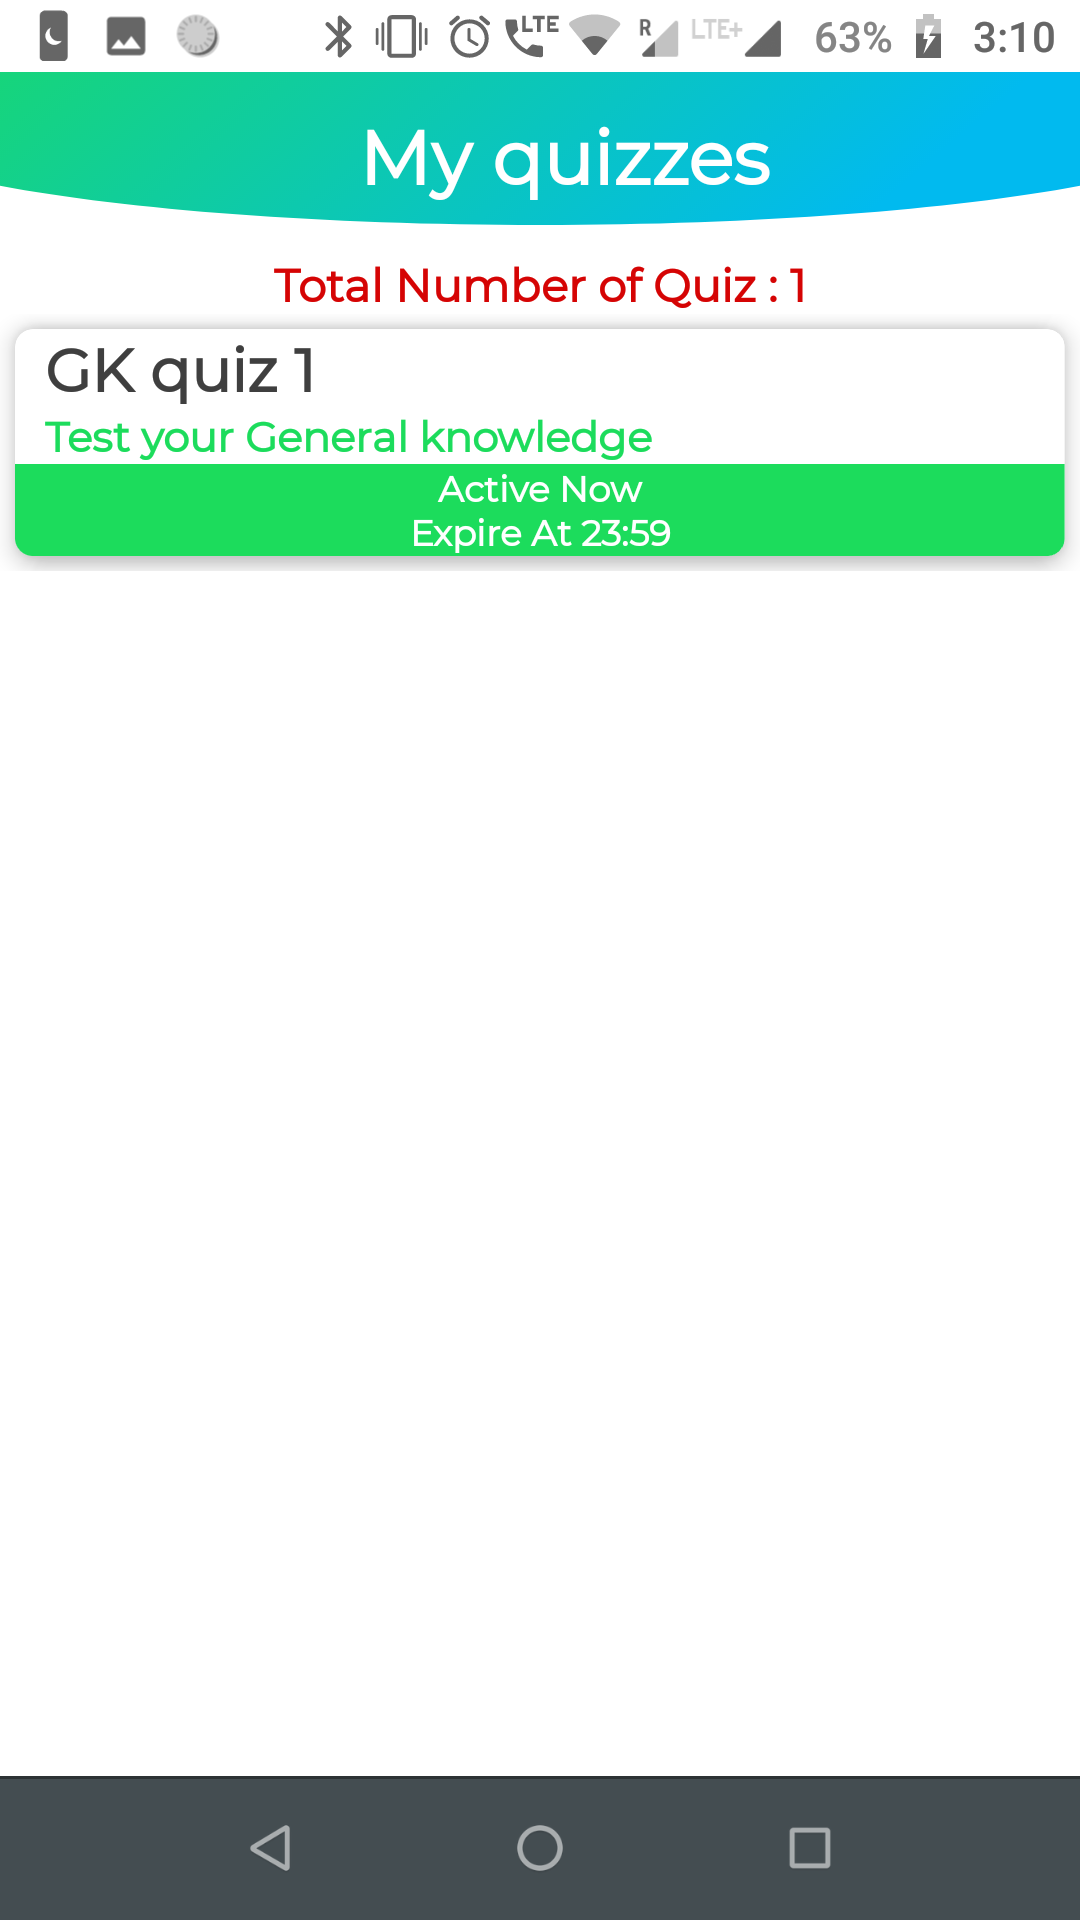 LTE R LTE+ 63% 3:10
My quizzes
Total Number of Quiz : 1
GK quiz 1
Test your General knowledge
Active Now
Expire At 23:59